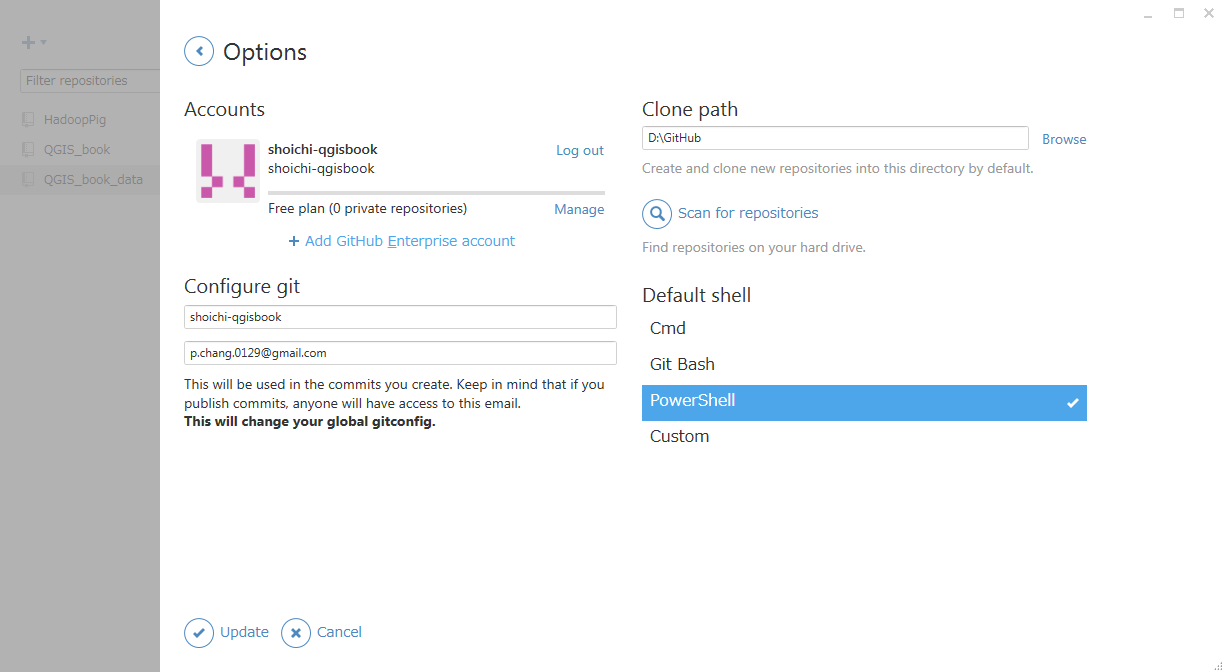 Filter repositories
HadoopPig
QGIS_book
QGIS_book_data
Options
Accounts
shoichi-qgisbook
Log out
shoichi-qgisbook
Free plan (0 private repositories)
Manage
+ Add GitHub Enterprise account
Configure git
shoichi-qgisbook
p.chang.0129@gmail.com
This will be used in the commits you create. Keep in mind that if you
publish commits, anyone will have access to this email.
This will change your global gitconfig.
Clone path
D:\GitHub
Browse
Create and clone new repositories into this directory by default.
Scan for repositories
Find repositories on your hard drive.
Default shell
Cmd
Git Bash
PowerShell
Custom
Update
Cancel